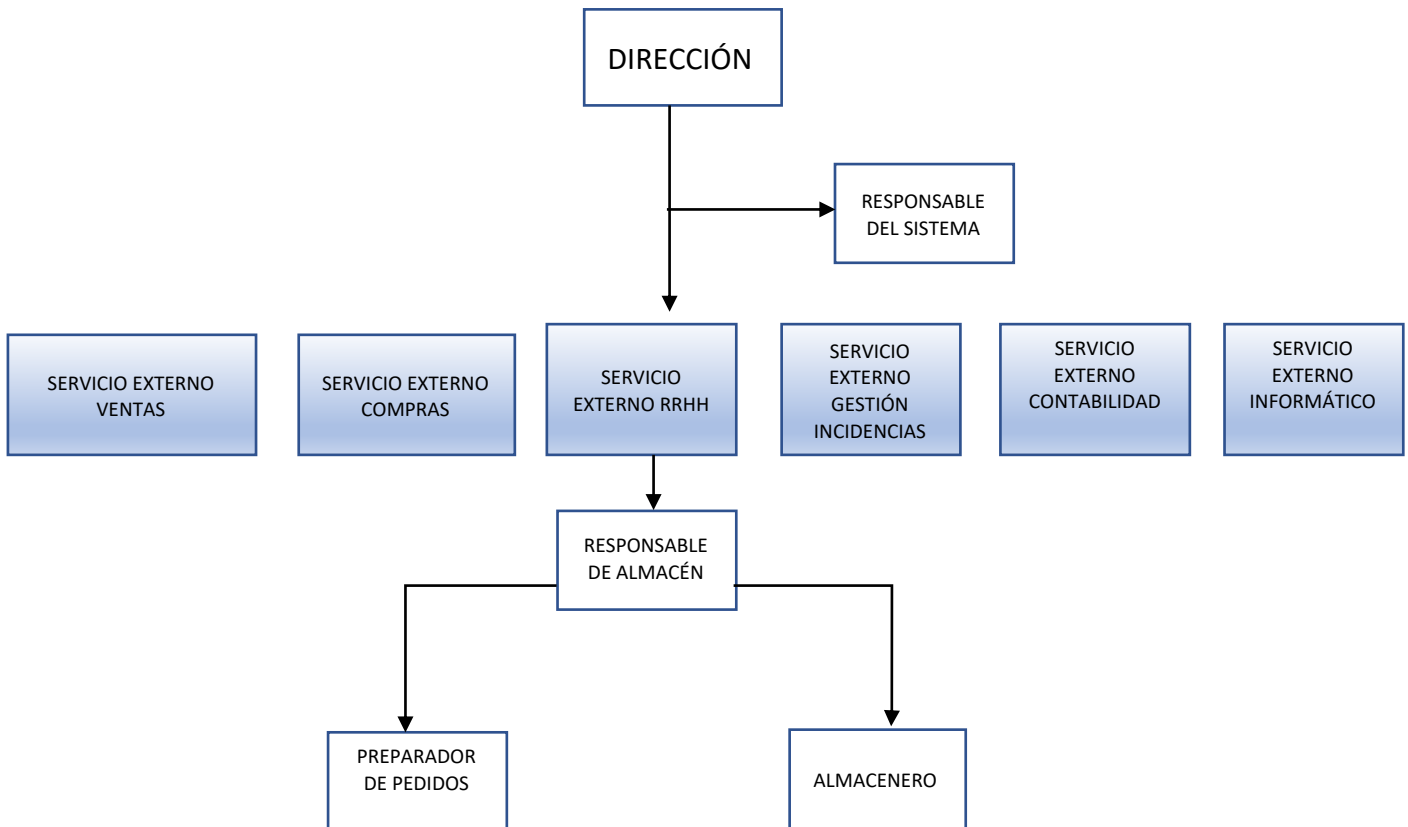 DIRECCIÓN
RESPONSABLE
DEL SISTEMA
SERVICIO EXTERNO
VENTAS
SERVICIO EXTERNO
COMPRAS
SERVICIO
EXTERNO RRHH
SERVICIO
EXTERNO
GESTIÓN
INCIDENCIAS
SERVICIO
EXTERNO
CONTABILIDAD
SERVICIO
EXTERNO
INFORMÁTICO
RESPONSABLE
DE ALMACÉN
PREPARADOR
DE PEDIDOS
ALMACENERO